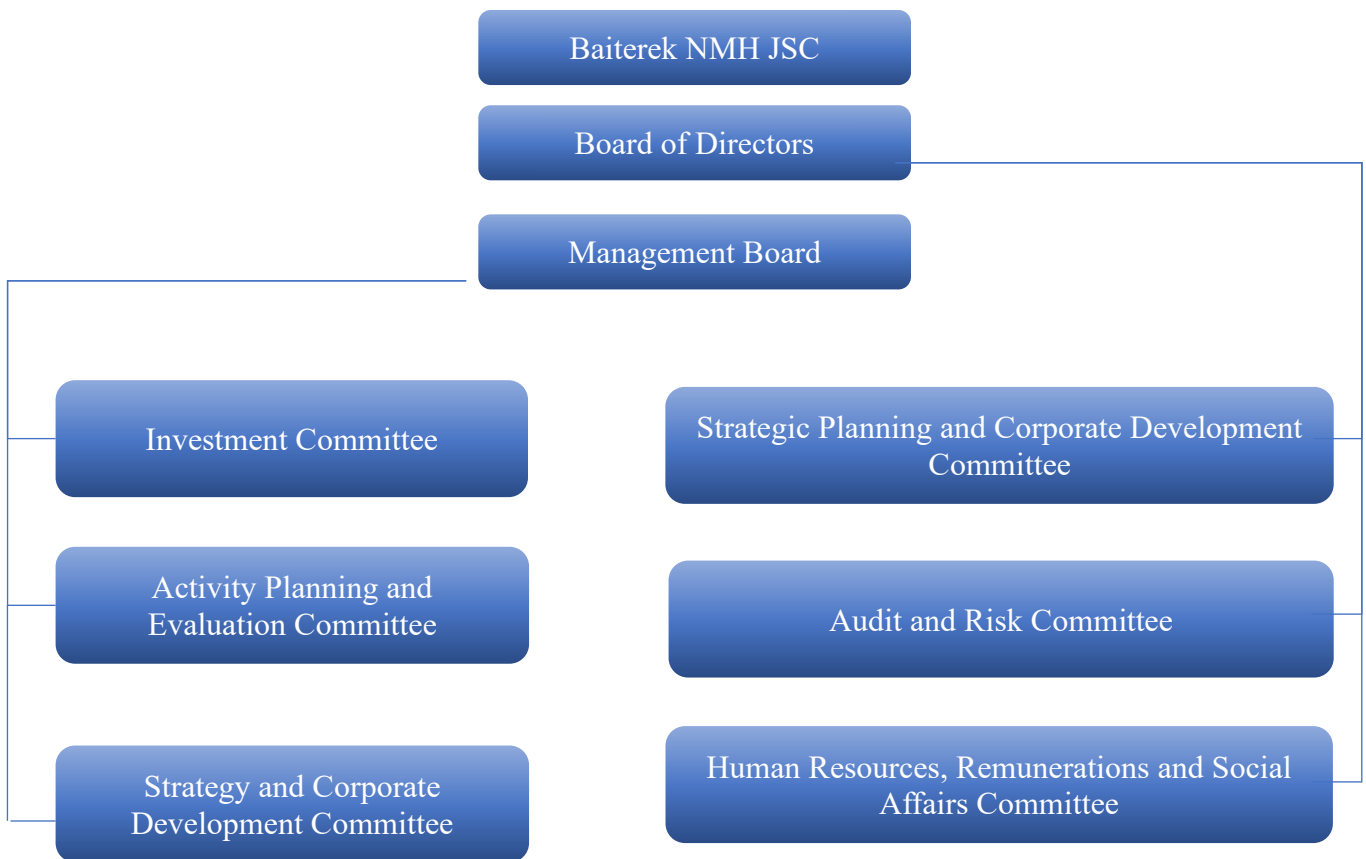 Baiterek NMH JSC
Board of Directors
Management Board
Investment Committee
Activity Planning and
Evaluation Committee
Strategy and Corporate
Development Committee
Strategic Planning and Corporate Development
Committee
Audit and Risk Committee
Human Resources, Remunerations and Social
Affairs Committee